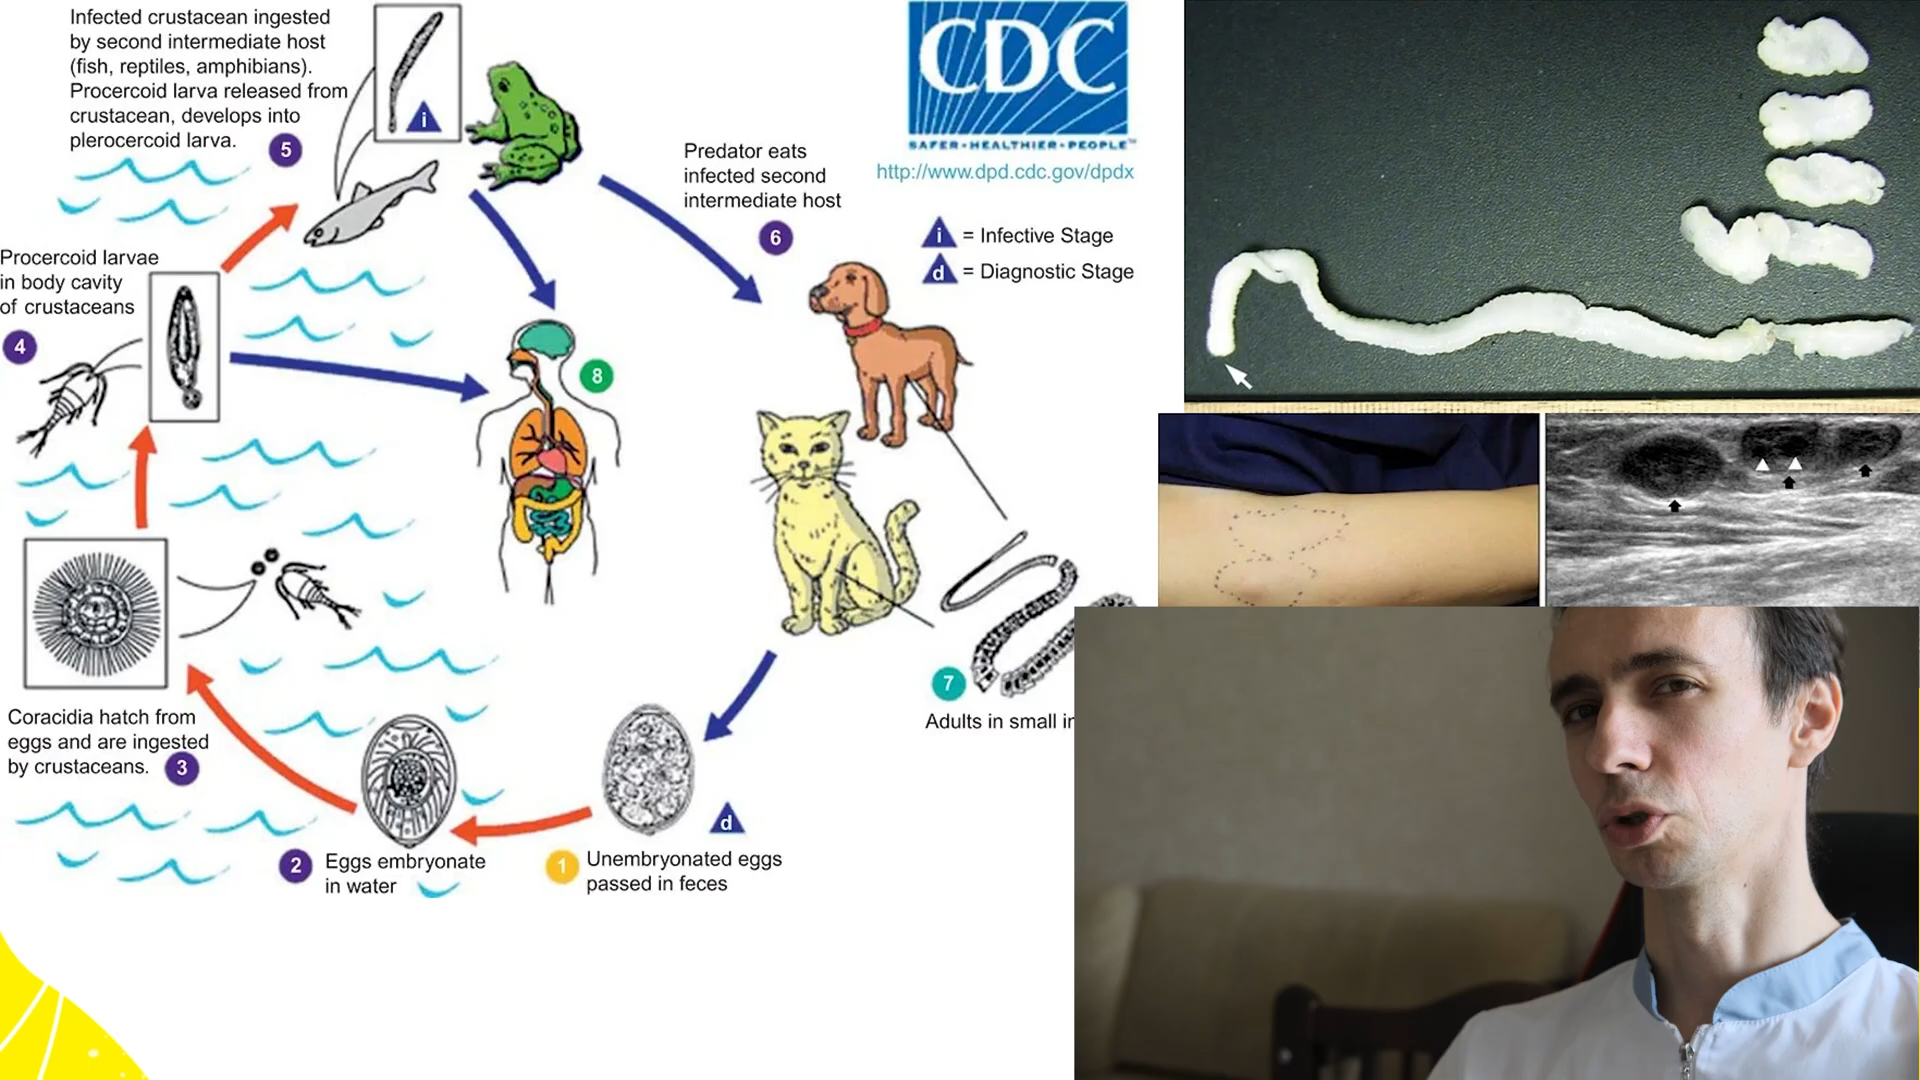 Infected crustacean ingested
by second intermediate host
(fish, reptiles, amphibians).
Procercoid larva released from
crustacean, develops into
plerocercoid larva.
5
i
CDC
SAFER • HEALTHIER • PEOPLE™
http://www.dpd.cdc.gov/dpdx
Predator eats
infected second
intermediate host
6
i = Infective Stage
d = Diagnostic Stage
Procercoid larvae
in body cavity
of crustaceans
4
8
7
Adults in small in
Coracidia hatch from
eggs and are ingested
by crustaceans.
3
d
2
Eggs embryonate
in water
1
Unembryonated eggs
passed in feces